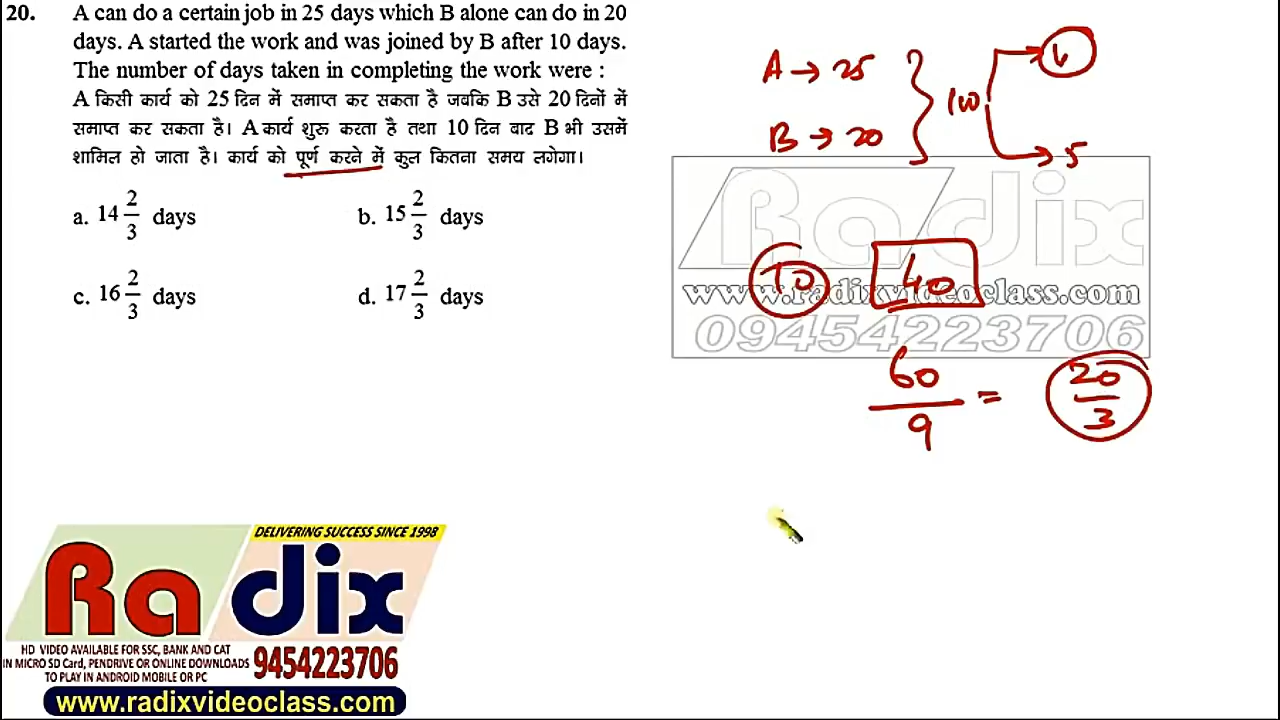 20. A can do a certain job in 25 days which B alone can do in 20
days. A started the work and was joined by B after 10 days.
The number of days taken in completing the work were :
A किसी कार्य को 25 दिन में समाप्त कर सकता है जबकि B उसे 20 दिनों में
समाप्त कर सकता है। A कार्य शुरू करता है तथा 10 दिन बाद B भी उसमें
शामिल हो जाता है। कार्य को पूर्ण करने में कुल कितना समय लगेगा।
a. 14 2/3 days b. 15 2/3 days
c. 16 2/3 days d. 17 2/3 days
A → 25
B → 20
100
5
Radix
10 40
www.radixvideoclass.com
09454223706
60/9 = 20/3
DELIVERING SUCCESS SINCE 1998
Radix
HD VIDEO AVAILABLE FOR SSC, BANK AND CAT
IN MICRO SD Card, PENDRIVE OR ONLINE DOWNLOADS
TO PLAY IN ANDROID MOBILE OR PC
9454223706
www.radixvideoclass.com